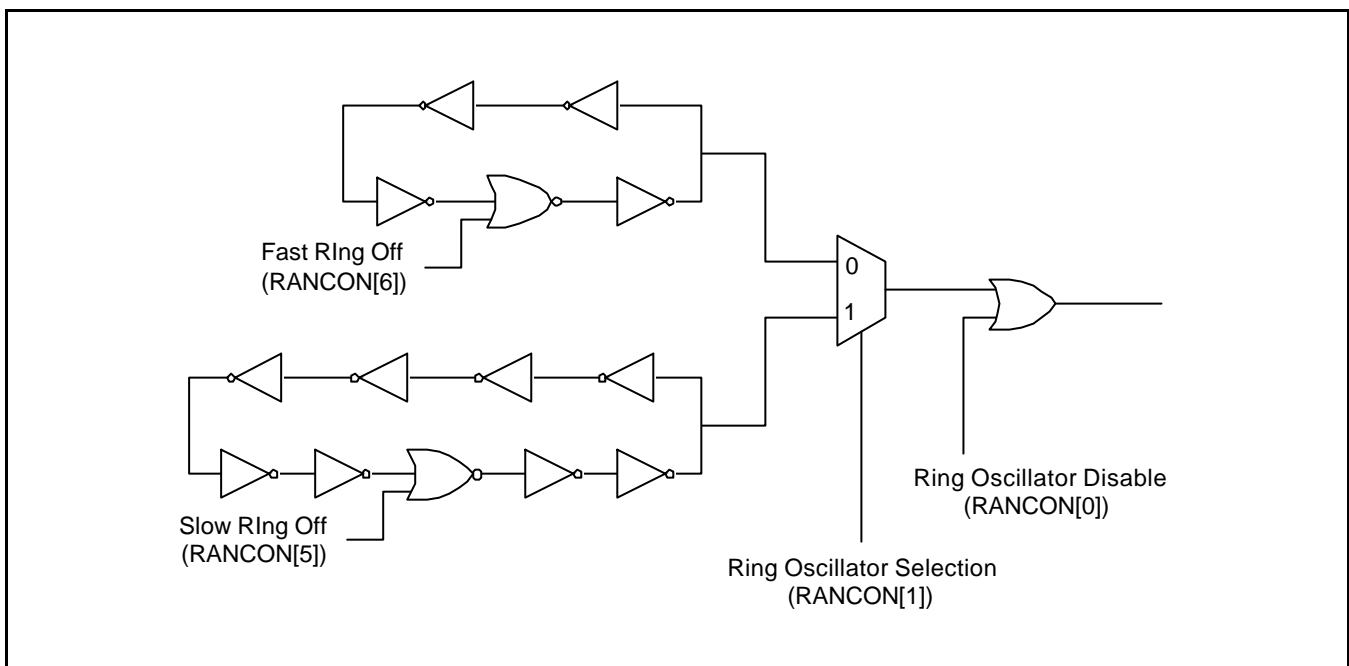 Fast RIng Off
(RANCON[6])
0
1
Ring Oscillator Disable
(RANCON[0])
Slow RIng Off
(RANCON[5])
Ring Oscillator Selection
(RANCON[1])